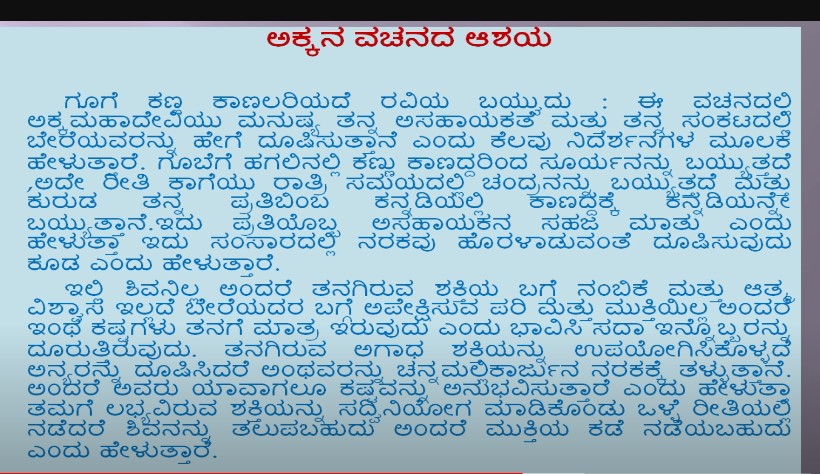 ಅಕ್ಕನ ವಚನದ ಆಶಯ
ಗೂಗೆ ಕಣ್ಣ ಕಾಣಲರಿಯದೆ ರವಿಯ ಬಯ್ವುದು : ಈ ವಚನದಲ್ಲಿ
ಅಕ್ಕಮಹಾದೇವಿಯು ಮನುಷ್ಯ ತನ್ನ ಅಸಹಾಯಕತೆ ಮತ್ತು ತನ್ನ ಸಂಕಟದಲ್ಲಿ
ಬೇರೆಯವರನ್ನು ಹೇಗೆ ದೂಷಿಸುತ್ತಾನೆ ಎಂದು ಕೆಲವು ನಿದರ್ಶನಗಳ ಮೂಲಕ
ಹೇಳುತಾರೆ. ಗೂಬೆಗೆ ಹಗಲಿನಲ್ಲಿ ಕಣ್ಣು ಕಾಣದ್ದರಿಂದ ಸೂರ್ಯನನ್ನು ಬಯ್ಯುತ್ತದೆ
,ಅದೇ ರೀತಿ ಕಾಗೆಯು ರಾತ್ರಿ ಸಮಯದಲ್ಲಿ ಚಂದ್ರನನ್ನು ಬಯ್ಯುತ್ತದೆ ಮತ್ತು
ಕುರುಡ ತನ್ನ ಪ್ರತಿಬಿಂಬ ಕನ್ನಡಿಯಲ್ಲಿ ಕಾಣದ್ದಕ್ಕೆ ಕನ್ನಡಿಯನ್ನೇ
ಬಯ್ಯುತ್ತಾನೆ.ಇದು ಪ್ರತಿಯೊಬ್ಬ ಅಸಹಾಯಕನ ಸಹಜ ಮಾತು ಎಂದು
ಹೇಳುತ್ತಾ ಇದು ಸಂಸಾರದಲ್ಲಿ ನರಕವು ಹೊರಳಾಡುವಂತೆ ದೂಷಿಸುವುದು
ಕೂಡ ಎಂದು ಹೇಳುತ್ತಾರೆ.
ಇಲ್ಲಿ ಶಿವನಿಲ್ಲ ಅಂದರೆ ತನಗಿರುವ ಶಕ್ತಿಯ ಬಗ್ಗೆ ನಂಬಿಕೆ ಮತ್ತು ಆತ್ಮ
ವಿಶ್ವಾಸ ಇಲ್ಲದೆ ಬೇರೆಯದರ ಬಗ್ಗೆ ಅಪೇಕ್ಷಿಸುವ ಪರಿ ಮತ್ತು ಮುಕ್ತಿಯಿಲ್ಲ ಅಂದರೆ
ಇಂಥ ಕಷ್ಟಗಳು ತನಗೆ ಮಾತ್ರ ಇರುವುದು ಎಂದು ಭಾವಿಸಿ ಸದಾ ಇನ್ನೊಬ್ಬರನ್ನು
ದೂರುತ್ತಿರುವುದು. ತನಗಿರುವ ಅಗಾಧ ಶಕ್ತಿಯನ್ನು ಉಪಯೋಗಿಸಿಕೊಳ್ಳದೆ
ಅನ್ಯರನ್ನು ದೂಷಿಸಿದರೆ ಅಂಥವರನ್ನು ಚನ್ನಮಲ್ಲಿಕಾರ್ಜುನ ನರಕಕ್ಕೆ ತಳ್ಳುತ್ತಾನೆ.
ಅಂದರೆ ಅವರು ಯಾವಾಗಲೂ ಕಷ್ಟವನ್ನು ಅನುಭವಿಸುತ್ತಾರೆ ಎಂದು ಹೇಳುತ್ತಾ
ತಮಗೆ ಲಭ್ಯವಿರುವ ಶಕ್ತಿಯನ್ನು ಸದ್ವಿನಿಯೋಗ ಮಾಡಿಕೊಂಡು ಒಳ್ಳೆ ರೀತಿಯಲ್ಲಿ
ನಡೆದರೆ ಶಿವನನ್ನು ತಲುಪಬಹುದು ಅಂದರೆ ಮುಕ್ತಿಯ ಕಡೆ ನಡೆಯಬಹುದು
ಎಂದು ಹೇಳುತ್ತಾರೆ.